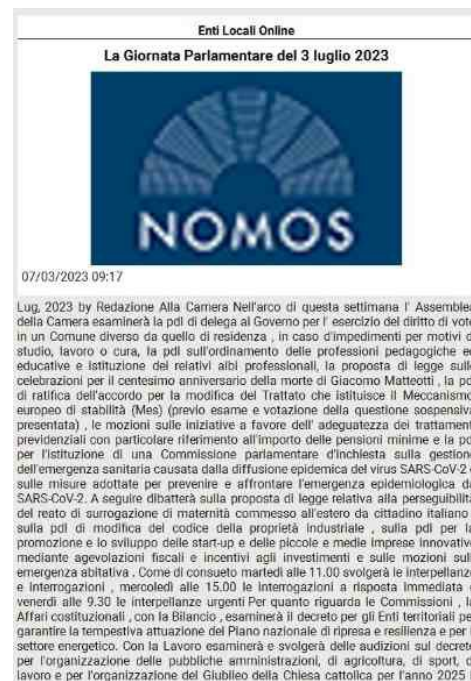 Enti Locali Online
La Giornata Parlamentare del 3 luglio 2023
NOMOS
07/03/2023 09:17
Lug, 2023 by Redazione Alla Camera Nell'arco di questa settimana l' Assemblea
della Camera esaminerà la pdl di delega al Governo per l' esercizio del diritto di voto
in un Comune diverso da quello di residenza , in caso d'impedimenti per motivi di
studio, lavoro o cura, la pdl sull'ordinamento delle professioni pedagogiche ed
educative e istituzione dei relativi albi professionali, la proposta di legge sulle
celebrazioni per il centesimo anniversario della morte di Giacomo Matteotti , la pdl
di ratifica dell'accordo per la modifica del Trattato che istituisce il Meccanismo
europeo di stabilità (Mes) (previo esame e votazione della questione sospensiva
presentata) , le mozioni sulle iniziative a favore dell' adeguatezza dei trattamenti
previdenziali con particolare riferimento all'importo delle pensioni minime e la pdl
per l'istituzione di una Commissione parlamentare d'inchiesta sulla gestione
dell'emergenza sanitaria causata dalla diffusione epidemica del virus SARS-CoV-2 e
sulle misure adottate per prevenire e affrontare l'emergenza epidemiologica da
SARS-CoV-2. A seguire dibatterà sulla proposta di legge relativa alla perseguibilità
del reato di surrogazione di maternità commesso all'estero da cittadino italiano ,
sulla pdl di modifica del codice della proprietà industriale , sulla pdl per la
promozione e lo sviluppo delle start-up e delle piccole e medie imprese innovative
mediante agevolazioni fiscali e incentivi agli investimenti e sulle mozioni sull'
emergenza abitativa . Come di consueto martedì alle 11.00 svolgerà le interpellanze
e interrogazioni , mercoledì alle 15.00 le interrogazioni a risposta immediata e
venerdì alle 9.30 le interpellanze urgenti Per quanto riguarda le Commissioni , la
Affari costituzionali , con la Bilancio , esaminerà il decreto per gli Enti territoriali per
garantire la tempestiva attuazione del Piano nazionale di ripresa e resilienza e per il
settore energetico. Con la Lavoro esaminerà e svolgerà delle audizioni sul decreto
per l'organizzazione delle pubbliche amministrazioni, di agricoltura, di sport, di
lavoro e per l'organizzazione del Giubileo della Chiesa cattolica per l'anno 2025 .